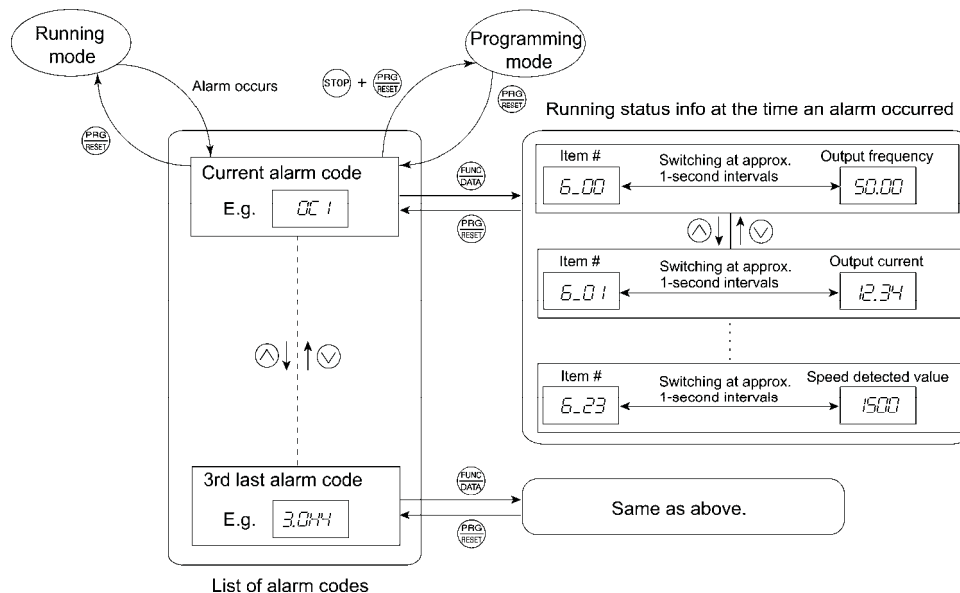 Running
mode
Programming
mode
Alarm occurs
STOP + PRG
RESET
PRG
RESET
PRG
RESET
Running status info at the time an alarm occurred
Current alarm code
E.g. OC1
FUNC
DATA
PRG
RESET
Item #
6_00
Switching at approx.
1-second intervals
Output frequency
50.00
Item #
6_01
Switching at approx.
1-second intervals
Output current
12.34
Item #
6_23
Switching at approx.
1-second intervals
Speed detected value
1500
3rd last alarm code
E.g. 3.0H4
FUNC
DATA
PRG
RESET
Same as above.
List of alarm codes